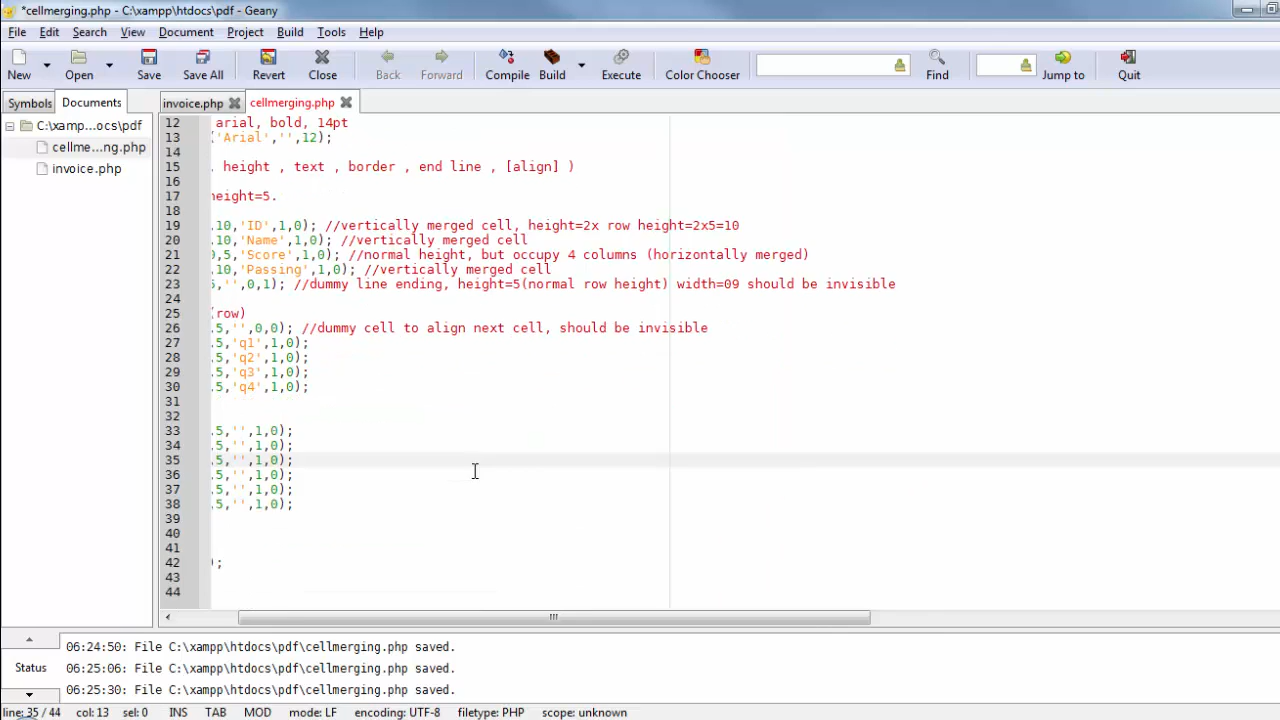 *cellmerging.php - C:\xampp\htdocs\pdf - Geany
File Edit Search View Document Project Build Tools Help
New Open Save Save All Revert Close Back Forward Compile Build Execute Color Chooser Find Jump to Quit
Symbols Documents invoice.php cellmerging.php
C:\xamp...ocs\pdf
cellme...ng.php
invoice.php
12 arial, bold, 14pt
13 ('Arial','',12);
14
15 , height , text , border , end line , [align] )
16
17 height=5.
18
19 ,10,'ID',1,0); //vertically merged cell, height=2x row height=2x5=10
20 ,10,'Name',1,0); //vertically merged cell
21 0,5,'Score',1,0); //normal height, but occupy 4 columns (horizontally merged)
22 ,10,'Passing',1,0); //vertically merged cell
23 5,'',0,1); //dummy line ending, height=5(normal row height) width=09 should be invisible
24
25 (row)
26 ,5,'',0,0); //dummy cell to align next cell, should be invisible
27 ,5,'q1',1,0);
28 ,5,'q2',1,0);
29 ,5,'q3',1,0);
30 ,5,'q4',1,0);
31
32
33 ,5,'',1,0);
34 ,5,'',1,0);
35 ,5,'',1,0);
36 ,5,'',1,0);
37 ,5,'',1,0);
38 ,5,'',1,0);
39
40
41
42 );
43
44
Status
06:24:50: File C:\xampp\htdocs\pdf\cellmerging.php saved.
06:25:06: File C:\xampp\htdocs\pdf\cellmerging.php saved.
06:25:30: File C:\xampp\htdocs\pdf\cellmerging.php saved.
line: 35 / 44 col: 13 sel: 0 INS TAB MOD mode: LF encoding: UTF-8 filetype: PHP scope: unknown